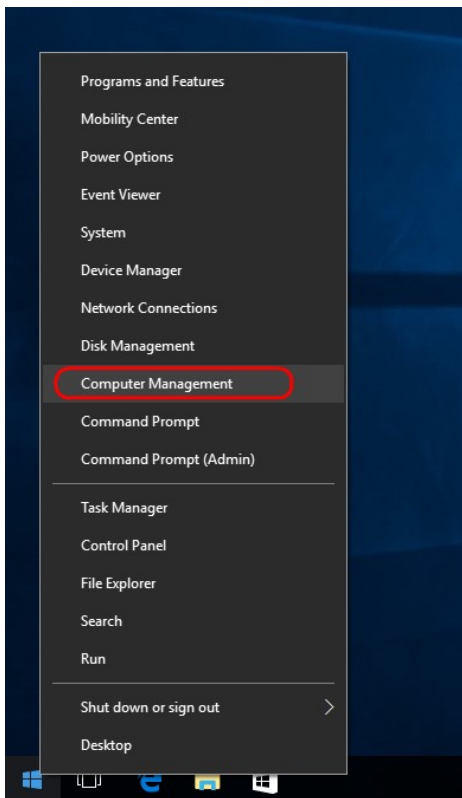 Programs and Features
Mobility Center
Power Options
Event Viewer
System
Device Manager
Network Connections
Disk Management
Computer Management
Command Prompt
Command Prompt (Admin)
Task Manager
Control Panel
File Explorer
Search
Run
Shut down or sign out
Desktop